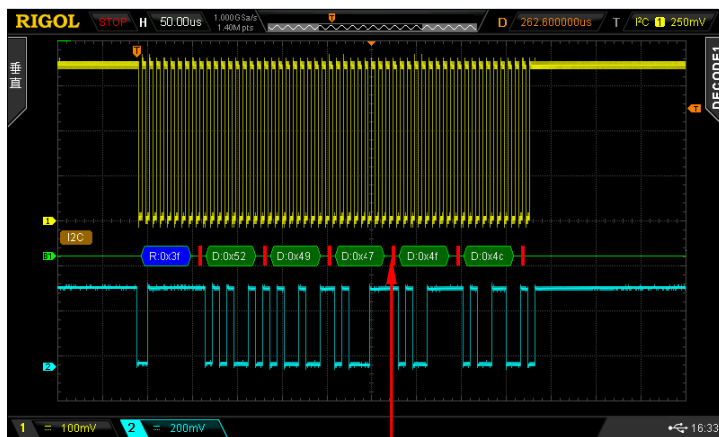 RIGOL STOP H 50.00us 1.000GSa/s 1.40Mpts D 262.600000us T I²C 1 250mV
垂直
DECODE1
T
T
1
I2C
B1 R:0x3f D:0x52 D:0x49 D:0x47 D:0x4f D:0x4c
2
1 = 100mV 2 = 200mV 16:33